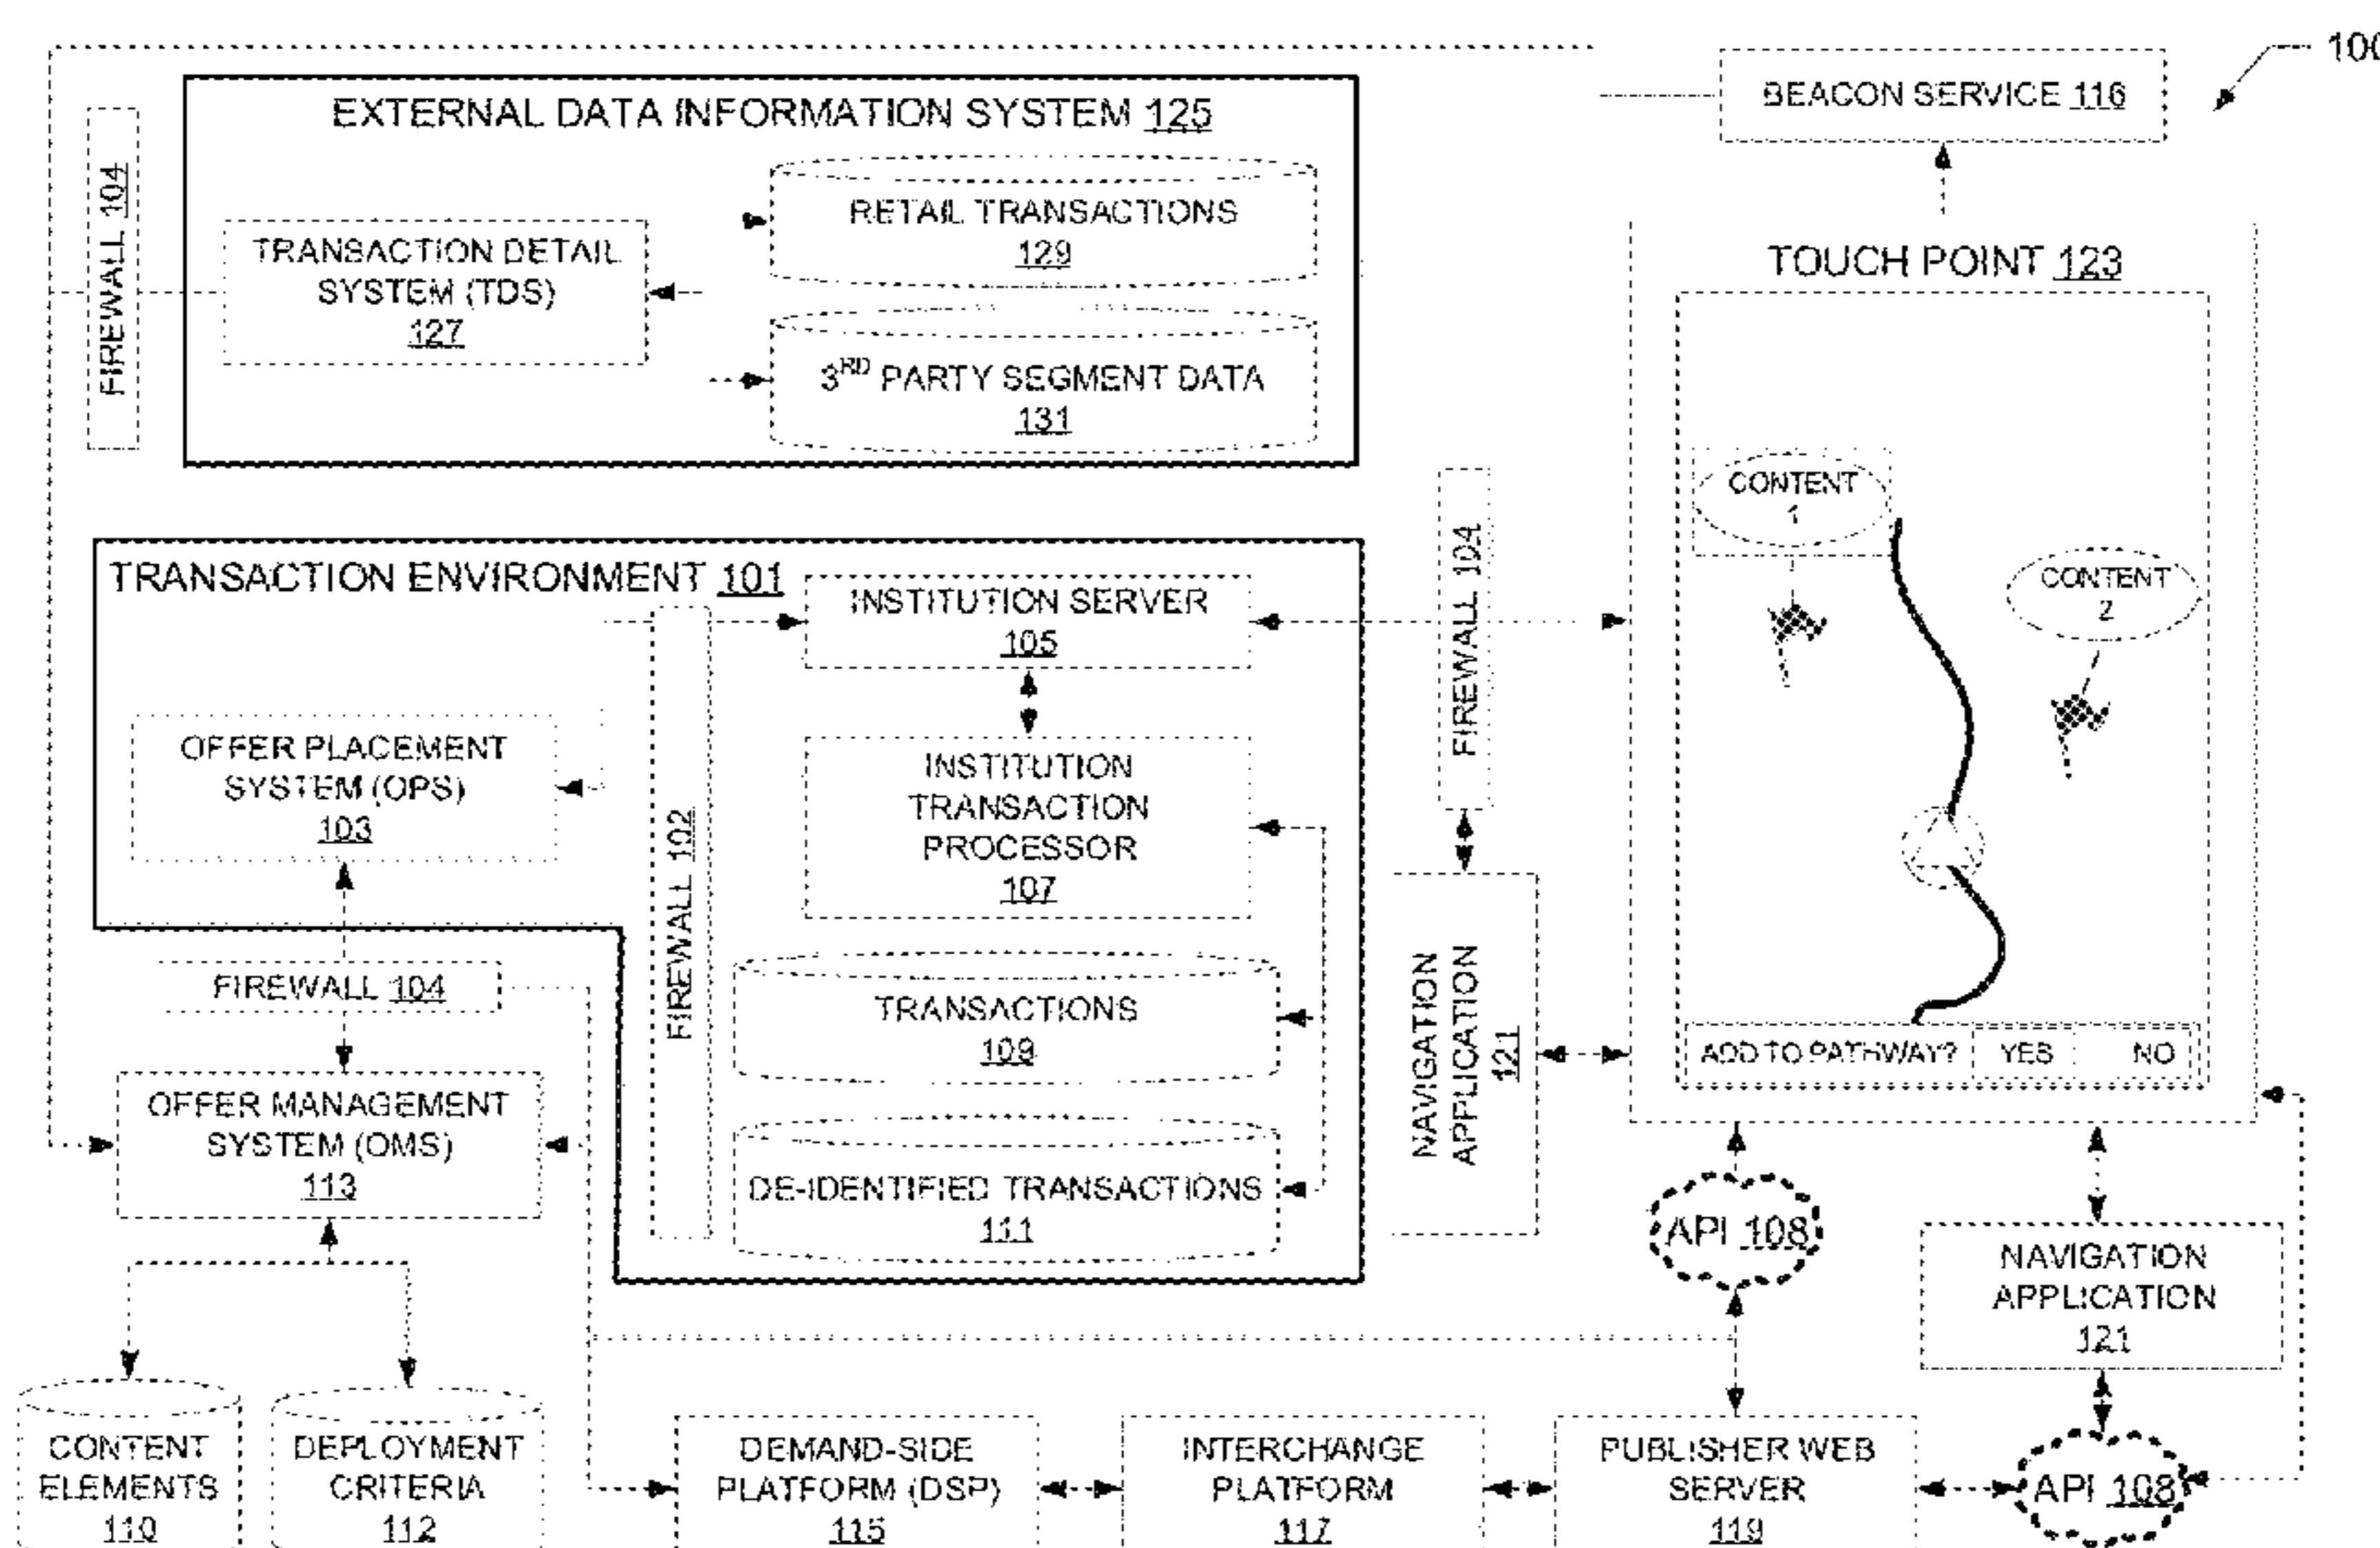 100
BEACON SERVICE 116
EXTERNAL DATA INFORMATION SYSTEM 125
FIREWALL 104
TRANSACTION DETAIL
SYSTEM (TDS)
127
RETAIL TRANSACTIONS
129
3RD PARTY SEGMENT DATA
131
TOUCH POINT 123
CONTENT
1
CONTENT
2
ADD TO PATHWAY? YES NO
TRANSACTION ENVIRONMENT 101
INSTITUTION SERVER
105
FIREWALL 104
OFFER PLACEMENT
SYSTEM (OPS)
103
FIREWALL 102
INSTITUTION
TRANSACTION
PROCESSOR
107
TRANSACTIONS
109
DE-IDENTIFIED TRANSACTIONS
111
NAVIGATION
APPLICATION
121
FIREWALL 104
OFFER MANAGEMENT
SYSTEM (OMS)
113
API 108
NAVIGATION
APPLICATION
121
CONTENT
ELEMENTS
110
DEPLOYMENT
CRITERIA
112
DEMAND-SIDE
PLATFORM (DSP)
115
INTERCHANGE
PLATFORM
117
PUBLISHER WEB
SERVER
119
API 108